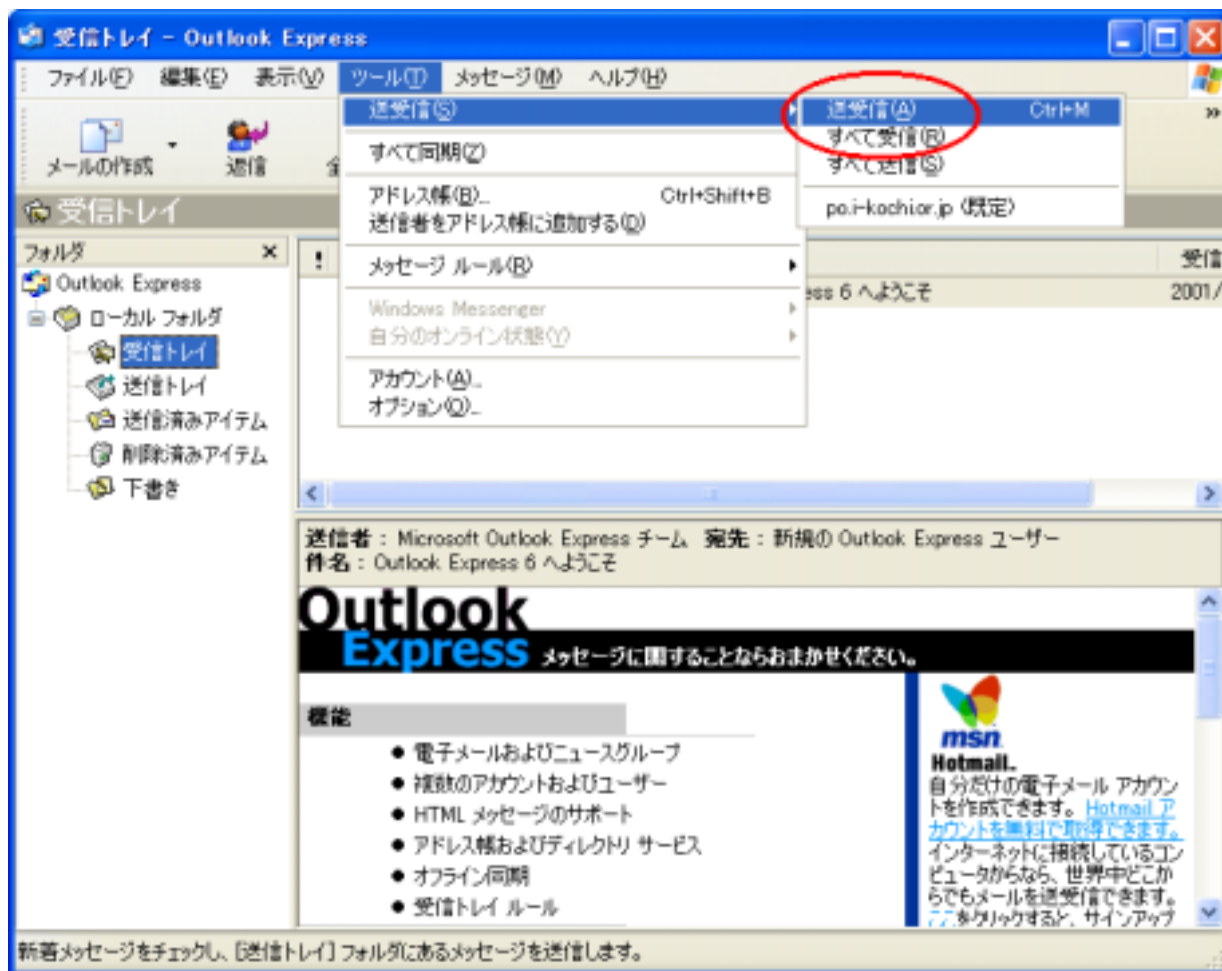 受信トレイ - Outlook Express
ファイル(F) 編集(E) 表示(V) ツール(T) メッセージ(M) ヘルプ(H)
メールの作成 返信 全
»
送受信(S)
すべて同期(Z)
アドレス帳(B)... Ctrl+Shift+B
送信者をアドレス帳に追加する(D)
メッセージ ルール(R)
Windows Messenger
自分のオンライン状態(Y)
アカウント(A)...
オプション(O)...
送受信(A) Ctrl+M
すべて受信(R)
すべて送信(S)
po.i-kochi.or.jp (既定)
受信トレイ
フォルダ ×
Outlook Express
ローカル フォルダ
受信トレイ
送信トレイ
送信済みアイテム
削除済みアイテム
下書き
! 受信
ess 6 へようこそ 2001/
送信者 : Microsoft Outlook Express チーム 宛先 : 新規の Outlook Express ユーザー
件名 : Outlook Express 6 へようこそ
Outlook
Express メッセージに関することならおまかせください。
機能
● 電子メールおよびニュースグループ
● 複数のアカウントおよびユーザー
● HTML メッセージのサポート
● アドレス帳およびディレクトリ サービス
● オフライン同期
● 受信トレイ ルール
msn
Hotmail.
自分だけの電子メール アカウン
トを作成できます。 Hotmail ア
カウントを無料で取得できます。
インターネットに接続しているコン
ピュータからなら、世界中どこか
らでもメールを送受信できます。
ここをクリックすると、サインアップ
新着メッセージをチェックし、[送信トレイ] フォルダにあるメッセージを送信します。